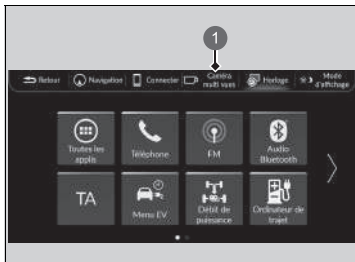 1
Retour
Navigation
Connecter
Caméra
multi vues
Horloge
Mode
d'affichage
Toutes les
applis
Téléphone
FM
Audio
Bluetooth
TA
Menu EV
Débit de
puissance
Ordinateur de
trajet